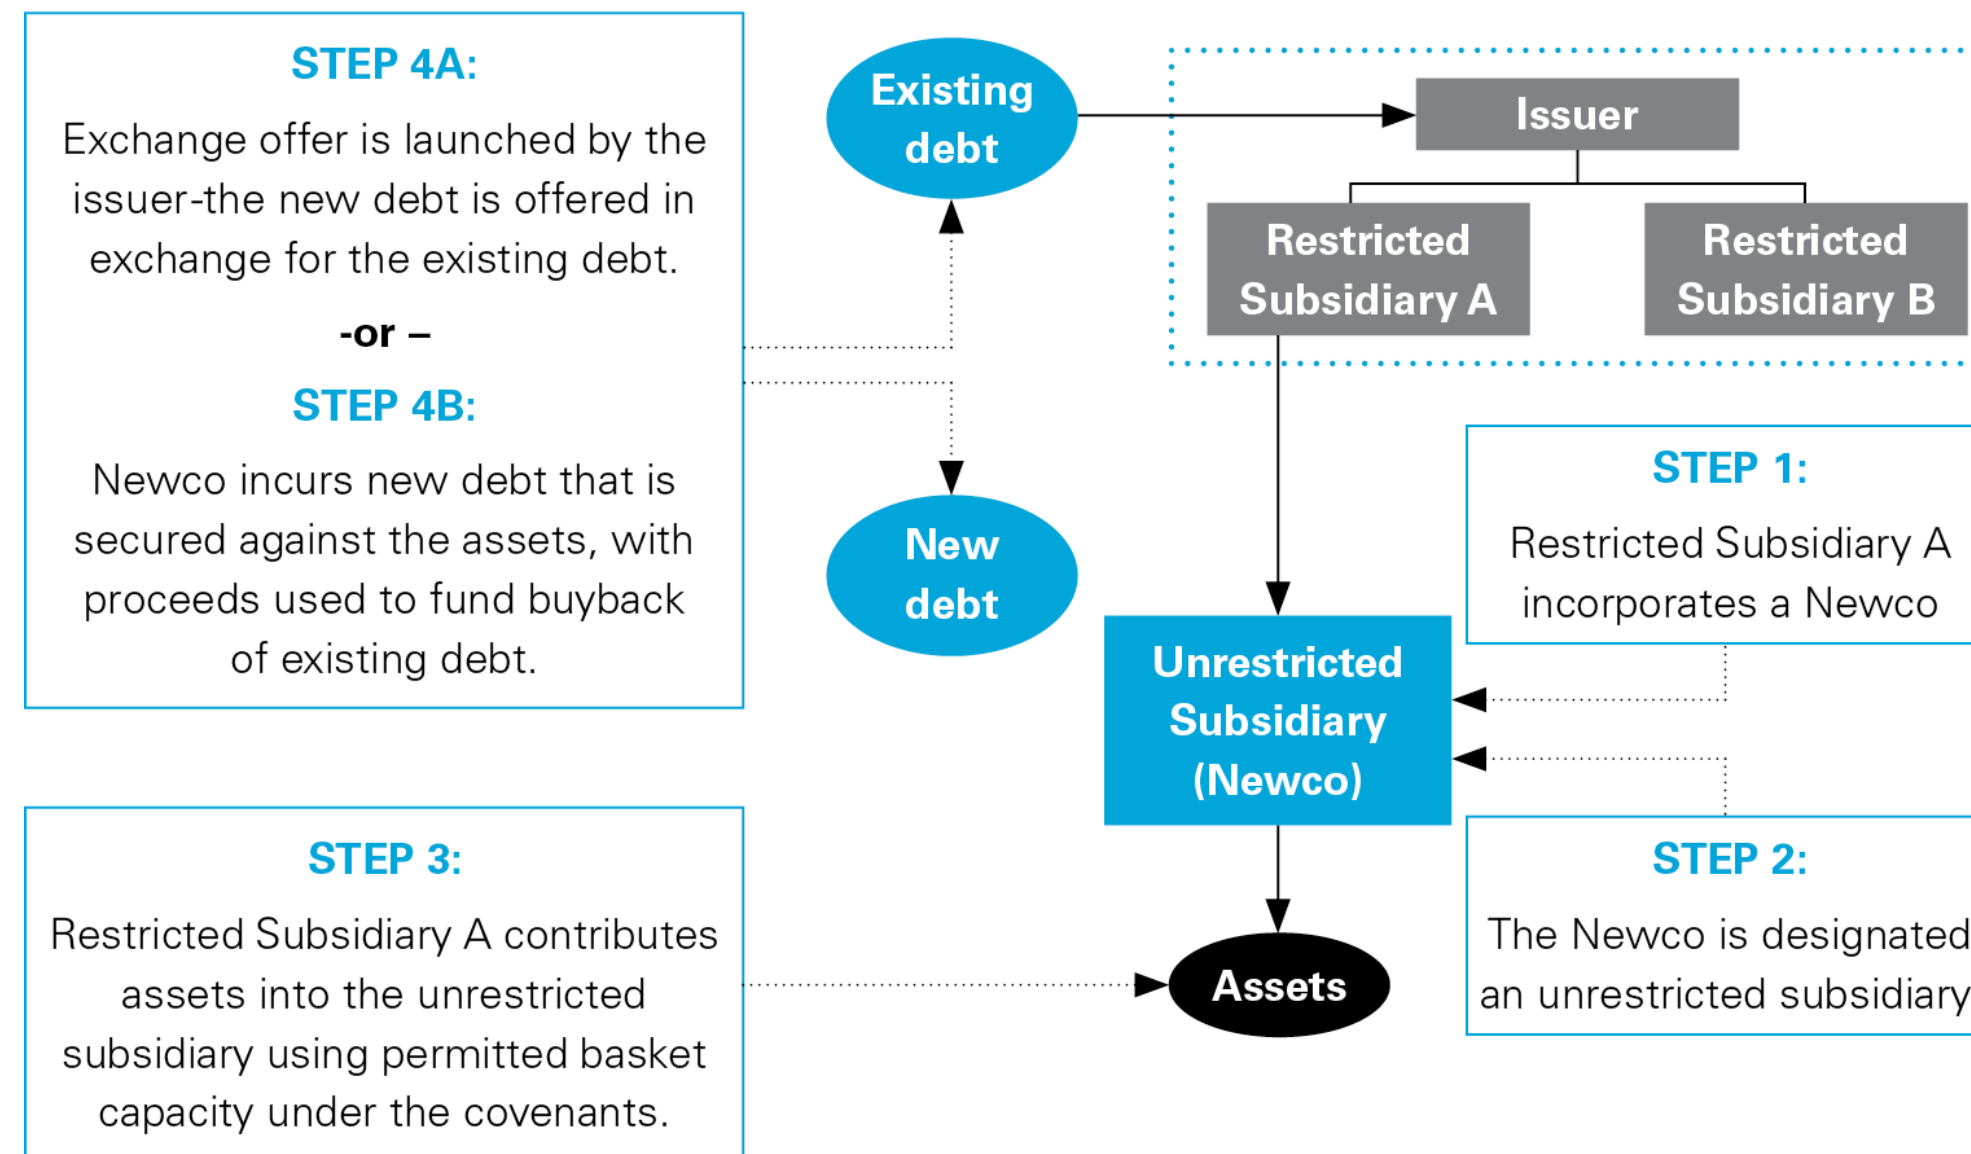 STEP 4A:
Exchange offer is launched by the
issuer-the new debt is offered in
exchange for the existing debt.
-or –
STEP 4B:
Newco incurs new debt that is
secured against the assets, with
proceeds used to fund buyback
of existing debt.
STEP 3:
Restricted Subsidiary A contributes
assets into the unrestricted
subsidiary using permitted basket
capacity under the covenants.
Existing
debt
New
debt
Issuer
Restricted
Subsidiary A
Restricted
Subsidiary B
Unrestricted
Subsidiary
(Newco)
Assets
STEP 1:
Restricted Subsidiary A
incorporates a Newco
STEP 2:
The Newco is designated
an unrestricted subsidiary